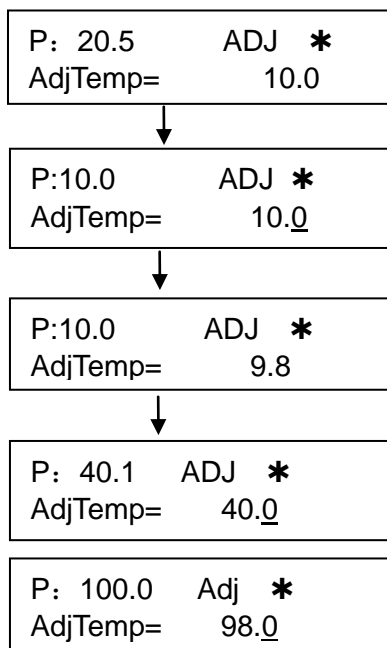 P：20.5 ADJ ✱
AdjTemp= 10.0
P:10.0 ADJ ✱
AdjTemp= 10.0
P:10.0 ADJ ✱
AdjTemp= 9.8
P：40.1 ADJ ✱
AdjTemp= 40.0
P：100.0 Adj ✱
AdjTemp= 98.0